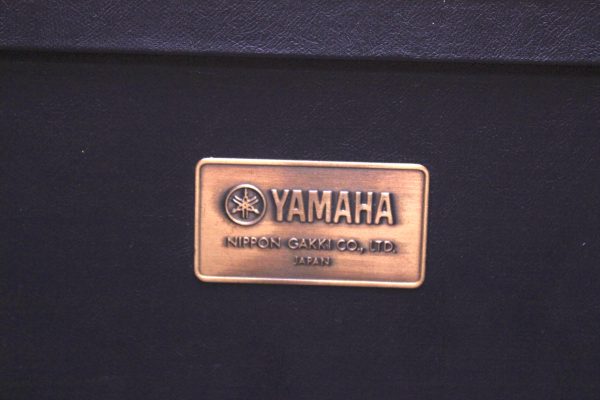 YAMAHA
NIPPON GAKKI CO., LTD.
JAPAN